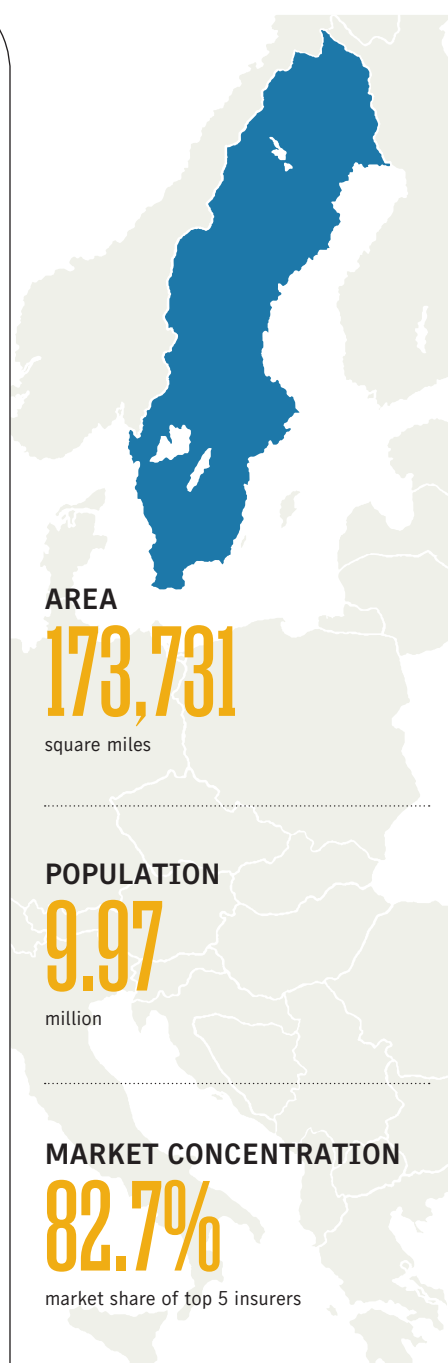 AREA
173,731
square miles
POPULATION
9.97
million
MARKET CONCENTRATION
82.7%
market share of top 5 insurers